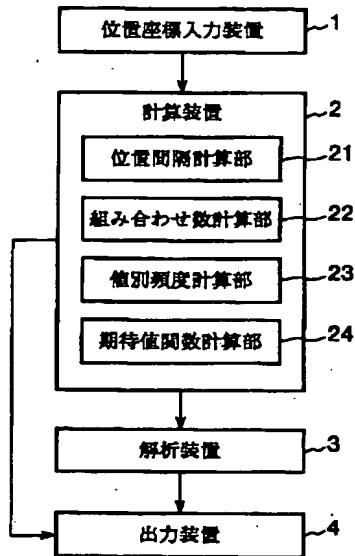 位置座標入力装置 1
計算装置 2
位置間隔計算部 21
組み合わせ数計算部 22
値別頻度計算部 23
期待値関数計算部 24
解析装置 3
出力装置 4